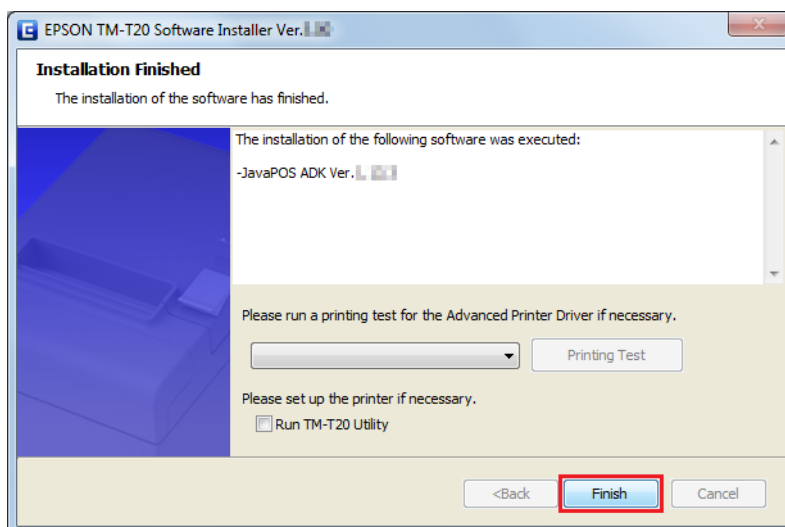 EPSON TM-T20 Software Installer Ver.
Installation Finished
The installation of the software has finished.
The installation of the following software was executed:
-JavaPOS ADK Ver.
Please run a printing test for the Advanced Printer Driver if necessary.
Printing Test
Please set up the printer if necessary.
Run TM-T20 Utility
<Back Finish Cancel